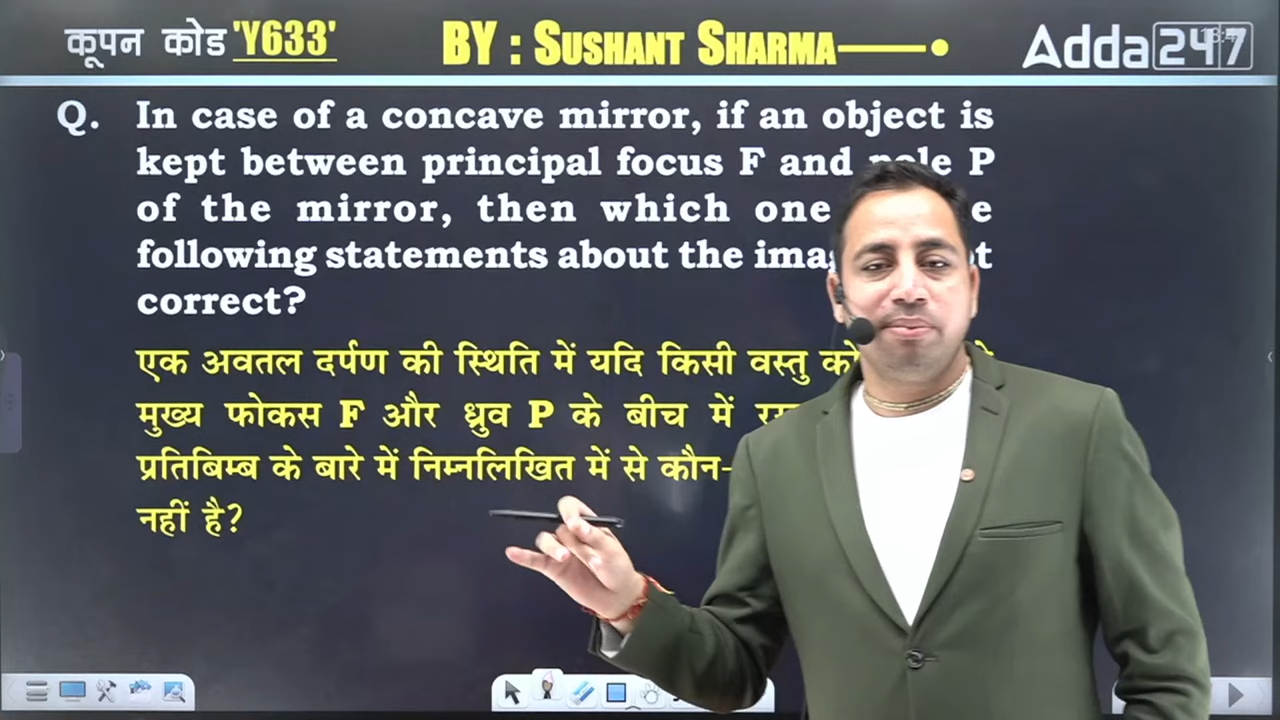 कूपन कोड 'Y633'
BY : SUSHANT SHARMA
Adda247
Q. In case of a concave mirror, if an object is
kept between principal focus F and pole P
of the mirror, then which one
following statements about the
correct?
एक अवतल दर्पण की स्थिति में यदि किसी वस्तु को
मुख्य फोकस F और ध्रुव P के बीच में
प्रतिबिम्ब के बारे में निम्नलिखित में से कौन-
नहीं है?